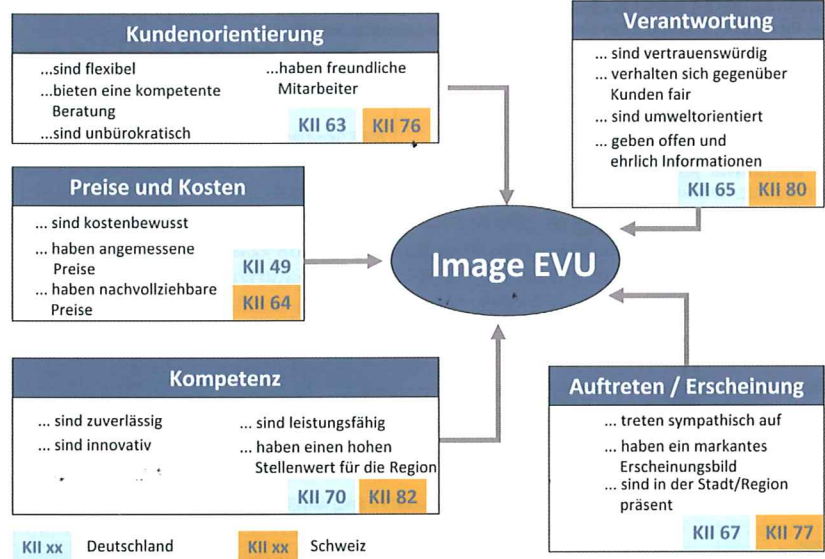 Kundenorientierung
...sind flexibel
...bieten eine kompetente
Beratung
...sind unbürokratisch
...haben freundliche
Mitarbeiter
KII 63 KII 76
Verantwortung
... sind vertrauenswürdig
... verhalten sich gegenüber
Kunden fair
... sind umweltorientiert
... geben offen und
ehrlich Informationen
KII 65 KII 80
Preise und Kosten
... sind kostenbewusst
... haben angemessene
Preise
... haben nachvollziehbare
Preise
KII 49
KII 64
Image EVU
Kompetenz
... sind zuverlässig
... sind innovativ
... sind leistungsfähig
... haben einen hohen
Stellenwert für die Region
KII 70 KII 82
Auftreten / Erscheinung
... treten sympathisch auf
... haben ein markantes
Erscheinungsbild
... sind in der Stadt/Region
präsent
KII 67 KII 77
KII xx Deutschland KII xx Schweiz